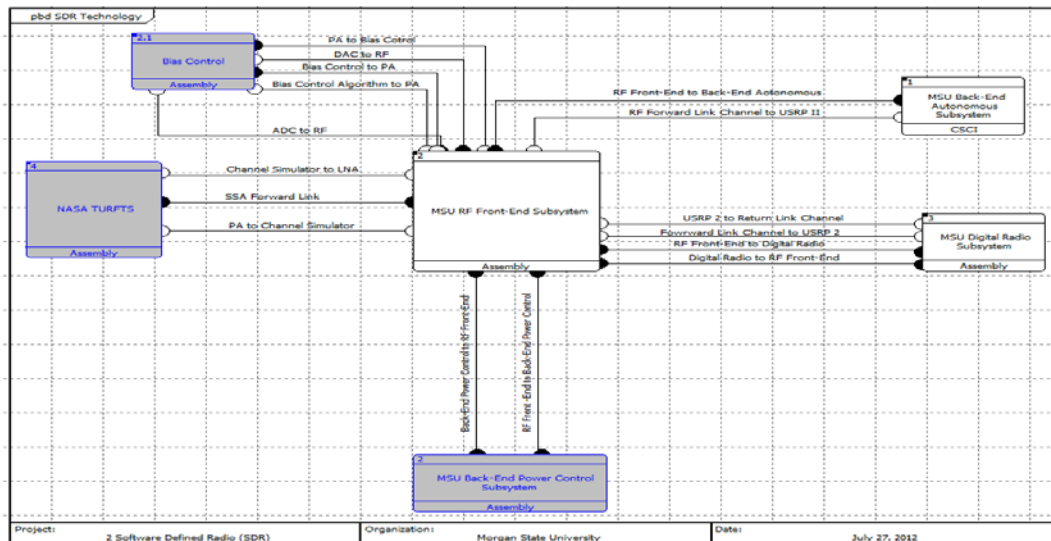 pbd SDR Technology
2.1
Bias Control
Assembly
PA to Bias Cotrol
DAC to RF
Bias Control to PA
Bias Control Algorithm to PA
ADC to RF
RF Front-End to Back-End Autonomous
RF Forward Link Channel to USRP II
1
MSU Back-End
Autonomous
Subsystem
CSCI
4
NASA TURFTS
Assembly
Channel Simulator to LNA
SSA Forward Link
PA to Channel Simulator
2
MSU RF Front-End Subsystem
Assembly
USRP 2 to Return Link Channel
Fowrward Link Channel to USRP 2
RF Front-End to Digital Radio
Digital Radio to RF Front-End
3
MSU Digital Radio
Subsystem
Assembly
Back-End Power Control to RF Front-End
RF Front -End to Back-End Power Control
2
MSU Back-End Power Control
Subsystem
Assembly
Project:
2 Software Defined Radio (SDR)
Organization:
Morgan State University
Date:
July 27, 2012